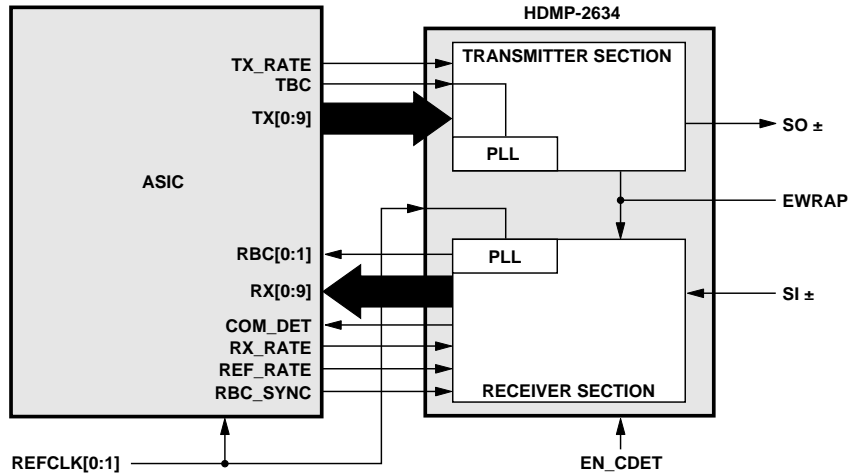 HDMP-2634
TRANSMITTER SECTION
TX_RATE
TBC
TX[0:9]
SO ±
PLL
ASIC
EWRAP
RBC[0:1]
PLL
RX[0:9]
SI ±
COM_DET
RX_RATE
REF_RATE
RBC_SYNC
RECEIVER SECTION
REFCLK[0:1]
EN_CDET